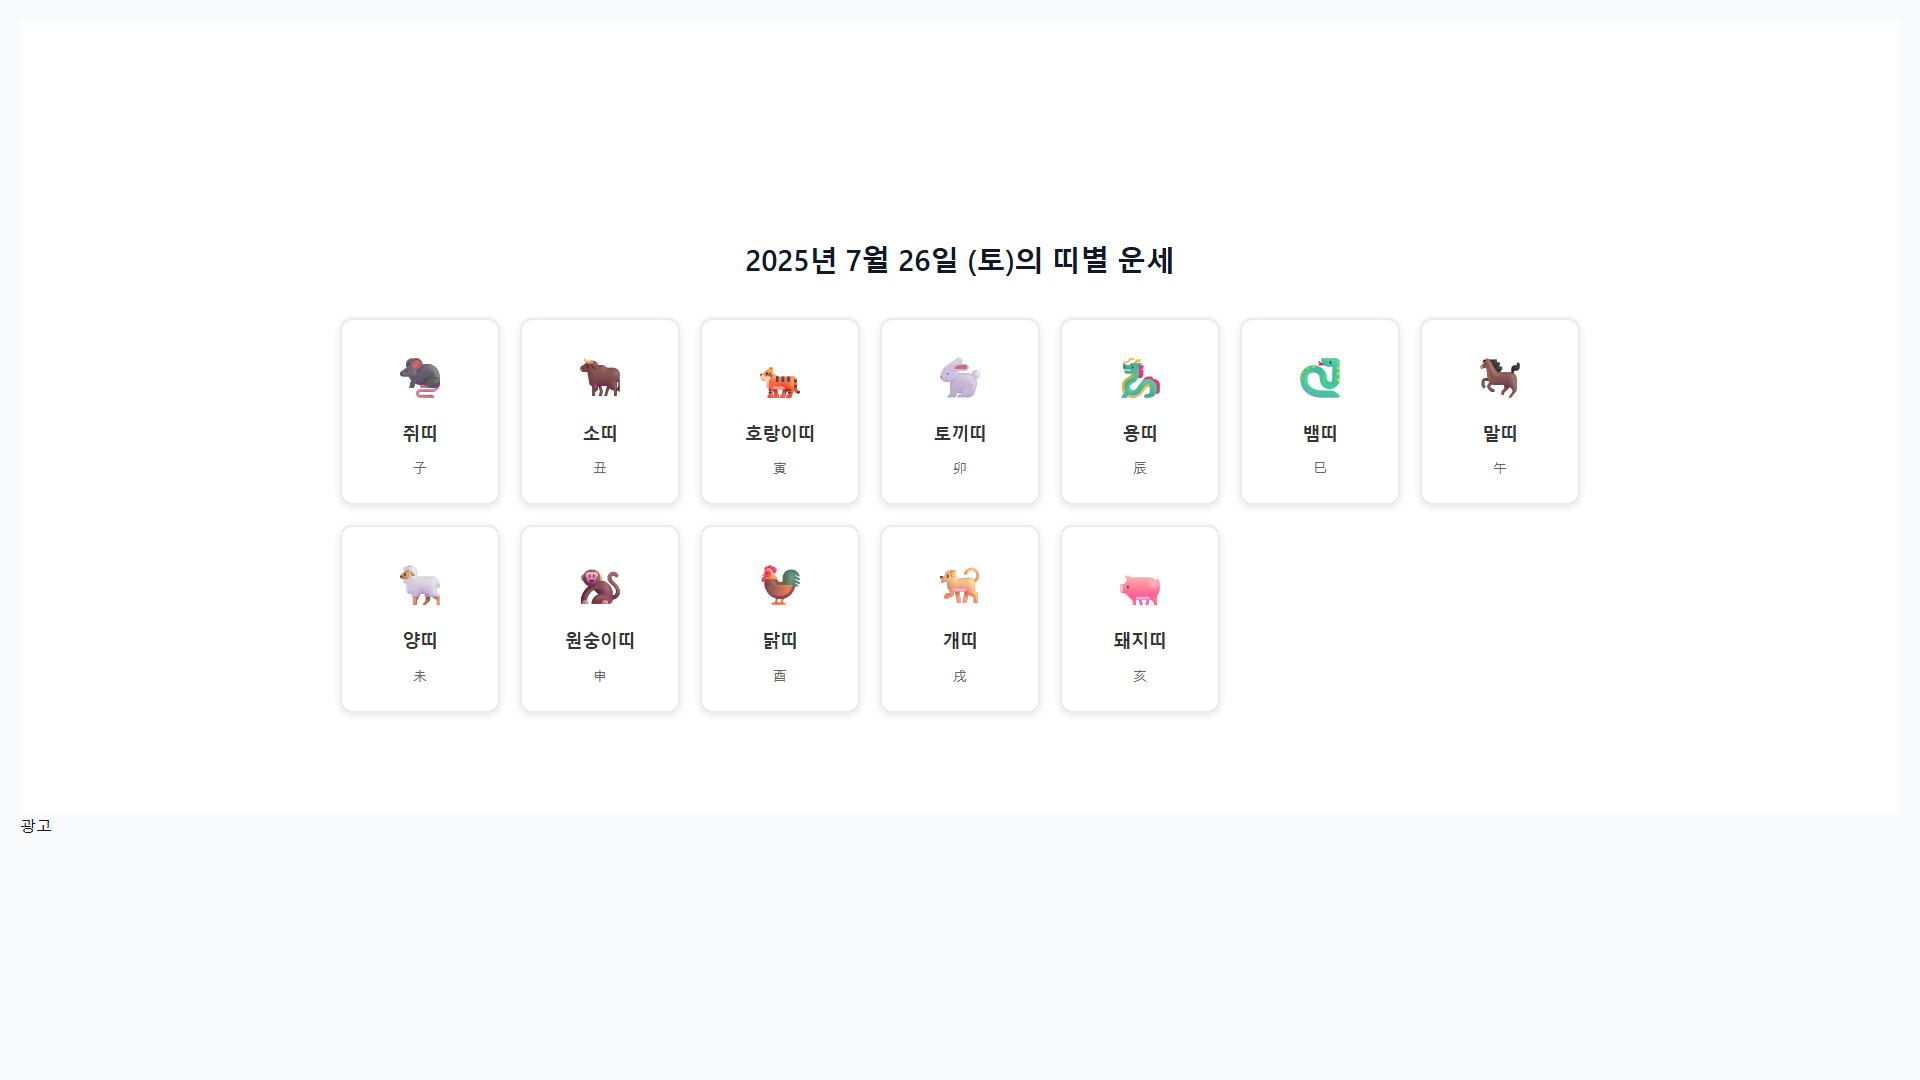 2025년 7월 26일 (토)의 띠별 운세
쥐띠
子
소띠
丑
호랑이띠
寅
토끼띠
卯
용띠
辰
뱀띠
巳
말띠
午
양띠
未
원숭이띠
申
닭띠
酉
개띠
戌
돼지띠
亥
광고